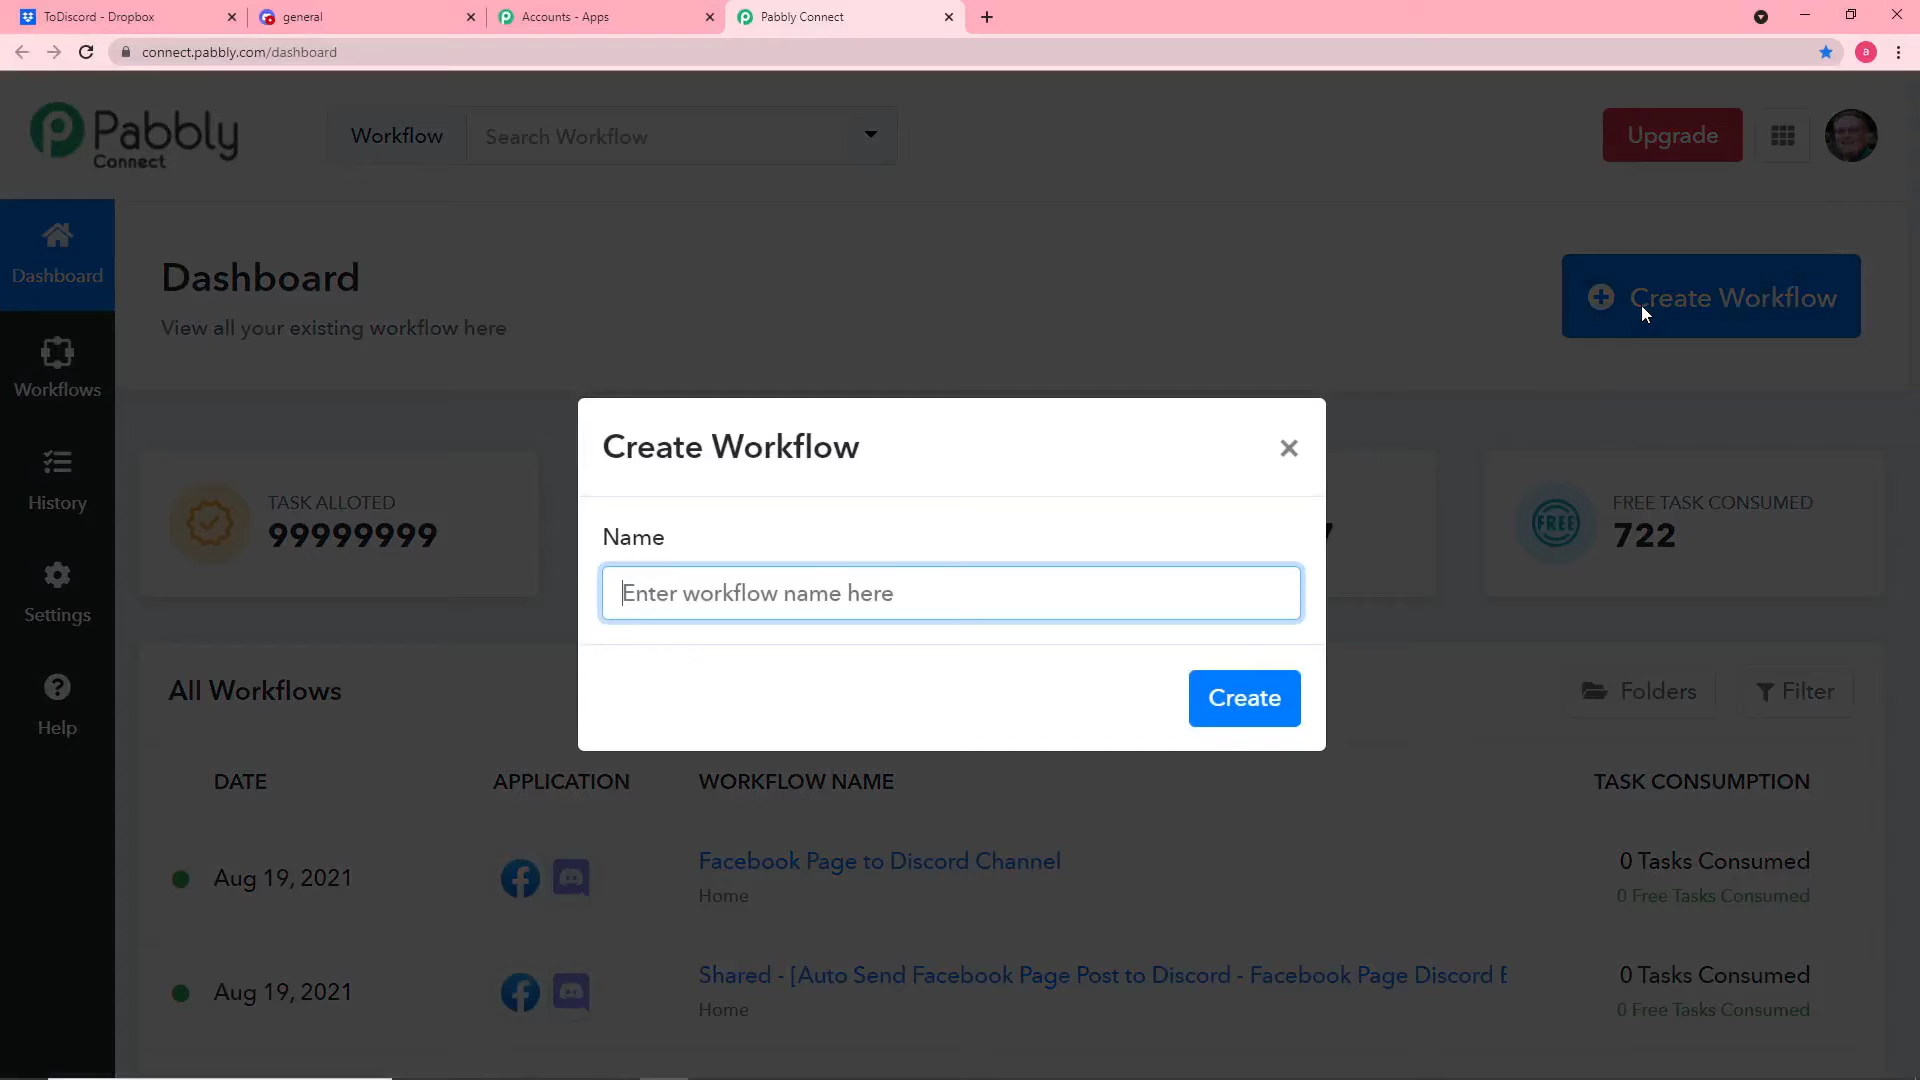 ToDiscord - Dropbox
general
Accounts - Apps
Pabbly Connect
connect.pabbly.com/dashboard
a
Pabbly
Connect
Workflow
Search Workflow
Upgrade
Dashboard
Dashboard
View all your existing workflow here
Create Workflow
Workflows
History
Settings
Help
Create Workflow
Name
Enter workflow name here
Create
TASK ALLOTED
99999999
FREE
FREE TASK CONSUMED
722
All Workflows
Folders
Filter
DATE
APPLICATION
WORKFLOW NAME
TASK CONSUMPTION
Aug 19, 2021
Facebook Page to Discord Channel
Home
0 Tasks Consumed
0 Free Tasks Consumed
Aug 19, 2021
Shared - [Auto Send Facebook Page Post to Discord - Facebook Page Discord
Home
0 Tasks Consumed
0 Free Tasks Consumed